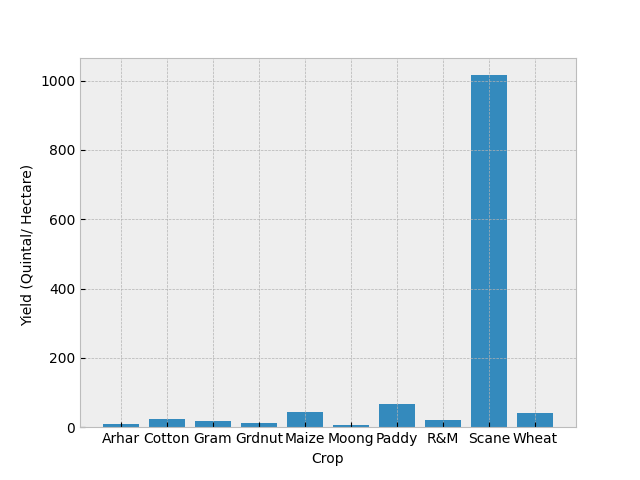 Yield (Quintal/ Hectare)
1000
800
600
400
200
0
Arhar Cotton Gram Grdnut Maize Moong Paddy R&M Scane Wheat
Crop